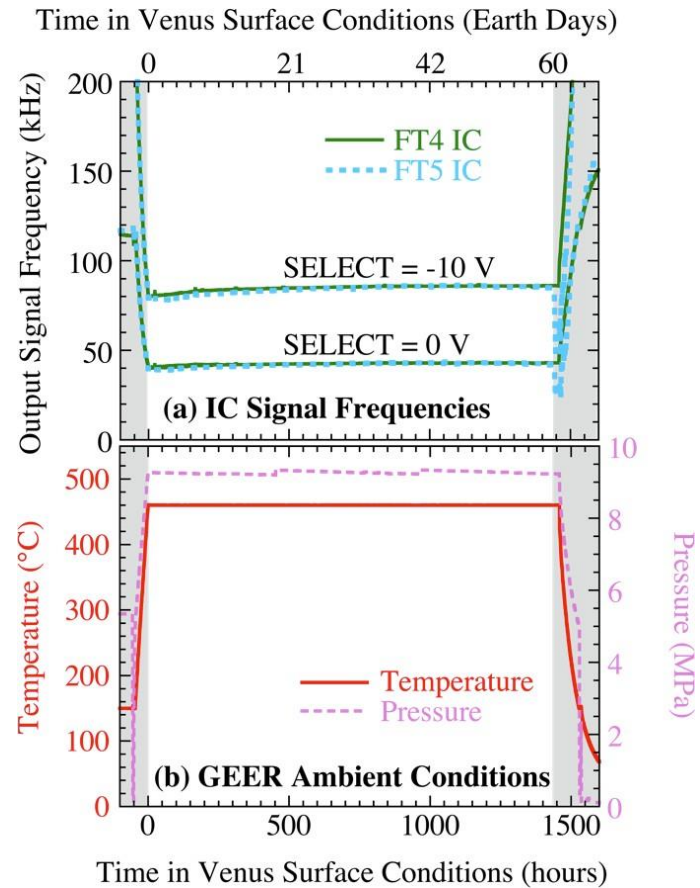 Time in Venus Surface Conditions (Earth Days)
0 21 42 60
200
150
100
50
0
Output Signal Frequency (kHz)
FT4 IC
FT5 IC
SELECT = -10 V
SELECT = 0 V
(a) IC Signal Frequencies
500
400
300
200
100
0
Temperature (°C)
10
8
6
4
2
0
Pressure (MPa)
Temperature
Pressure
(b) GEER Ambient Conditions
0 500 1000 1500
Time in Venus Surface Conditions (hours)